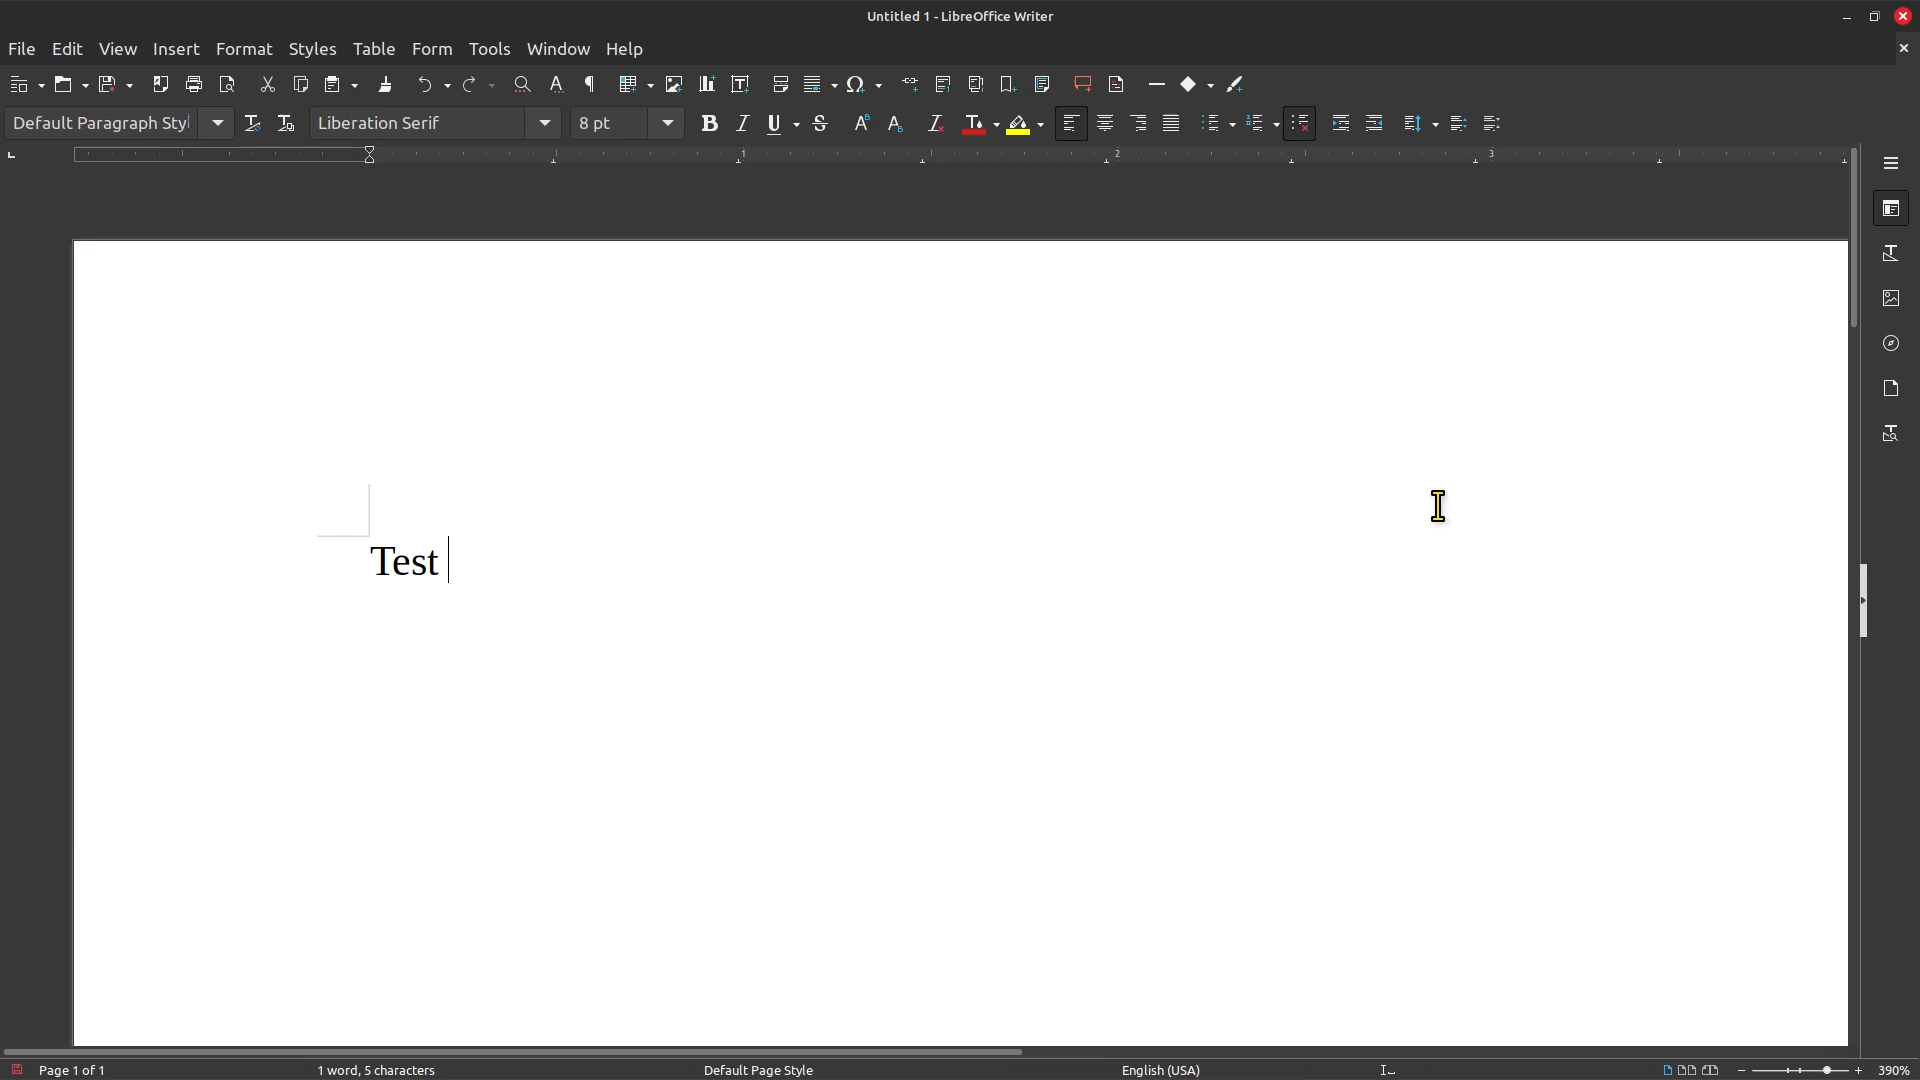 Untitled 1 - LibreOffice Writer
File Edit View Insert Format Styles Table Form Tools Window Help
Default Paragraph Styl Liberation Serif 8 pt
1 2 3
Test
Page 1 of 1 1 word, 5 characters Default Page Style English (USA) 390%